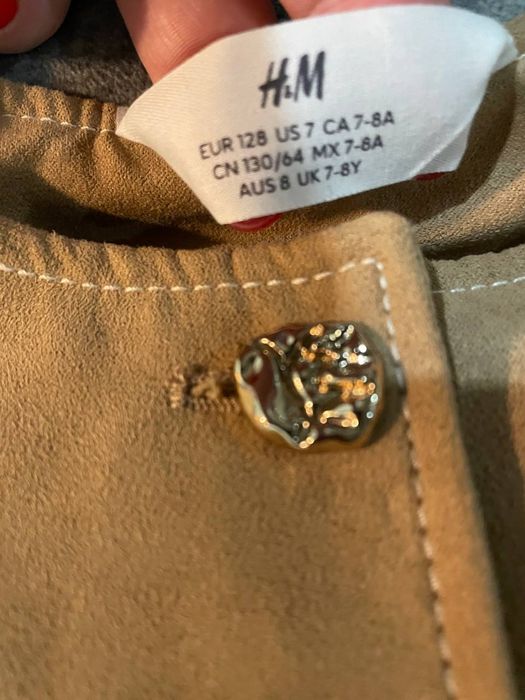 H&M
EUR 128 US 7 CA 7-8A
CN 130/64 MX 7-8A
AUS 8 UK 7-8Y